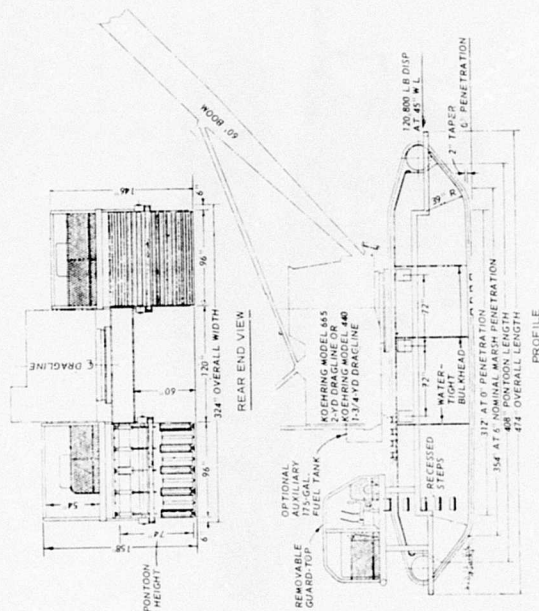 60' BOOM
146"
6"
96"
120"
96"
6"
324" OVERALL WIDTH
REAR END VIEW
℄ DRAGLINE
60"
54"
158"
74"
PONTOON
HEIGHT
120,800 LB DISP
AT 45" W L
2" TAPER
6" PENETRATION
39" R
KOEHRING MODEL 665
2-YD DRAGLINE OR
KOEHRING MODEL 440
1-3/4-YD DRAGLINE
OPTIONAL
AUXILIARY
175-GAL.
FUEL TANK
REMOVABLE
GUARD-TOP
72"
72"
WATER-
TIGHT
BULKHEAD
RECESSED
STEPS
312" AT 0" PENETRATION
354" AT 6" NOMINAL MARSH PENETRATION
408" PONTOON LENGTH
474" OVERALL LENGTH
PROFILE